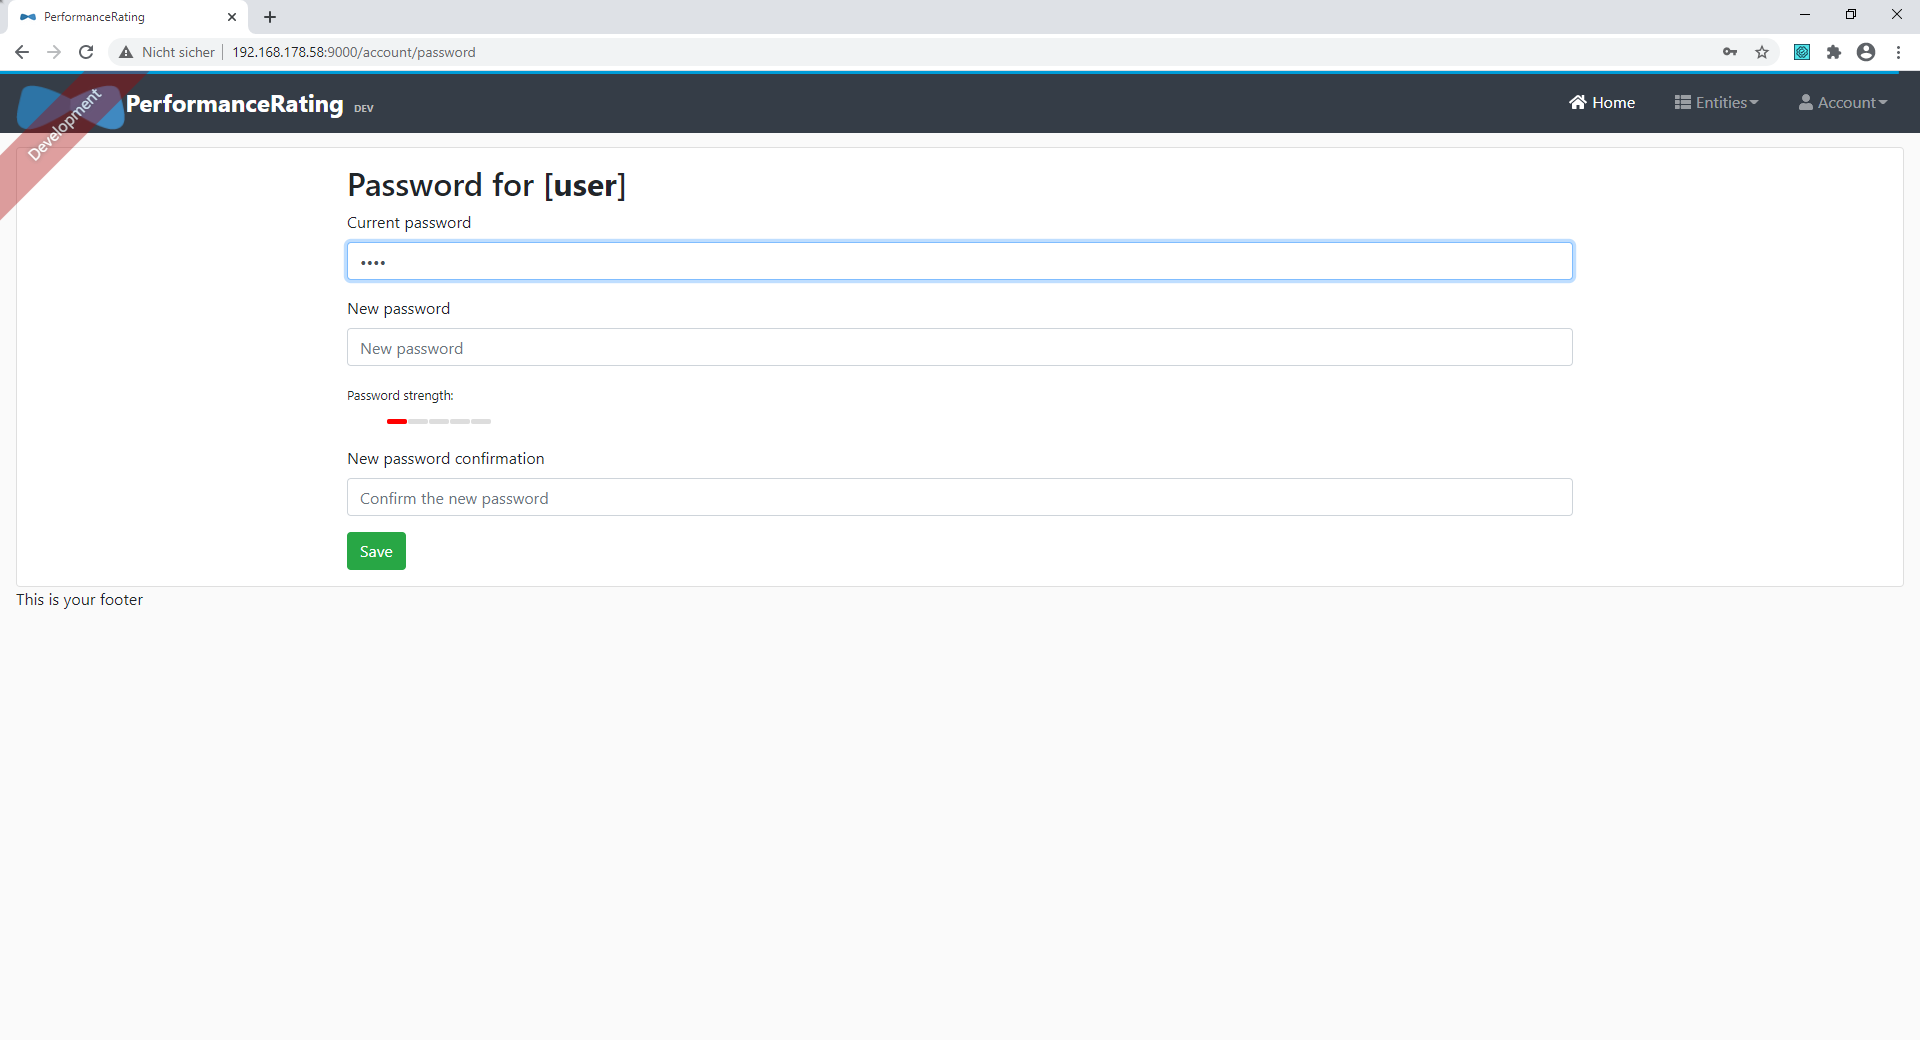 PerformanceRating
Nicht sicher 192.168.178.58:9000/account/password
Development
PerformanceRating DEV
Home Entities Account
Password for [user]
Current password
••••
New password
New password
Password strength:
New password confirmation
Confirm the new password
Save
This is your footer